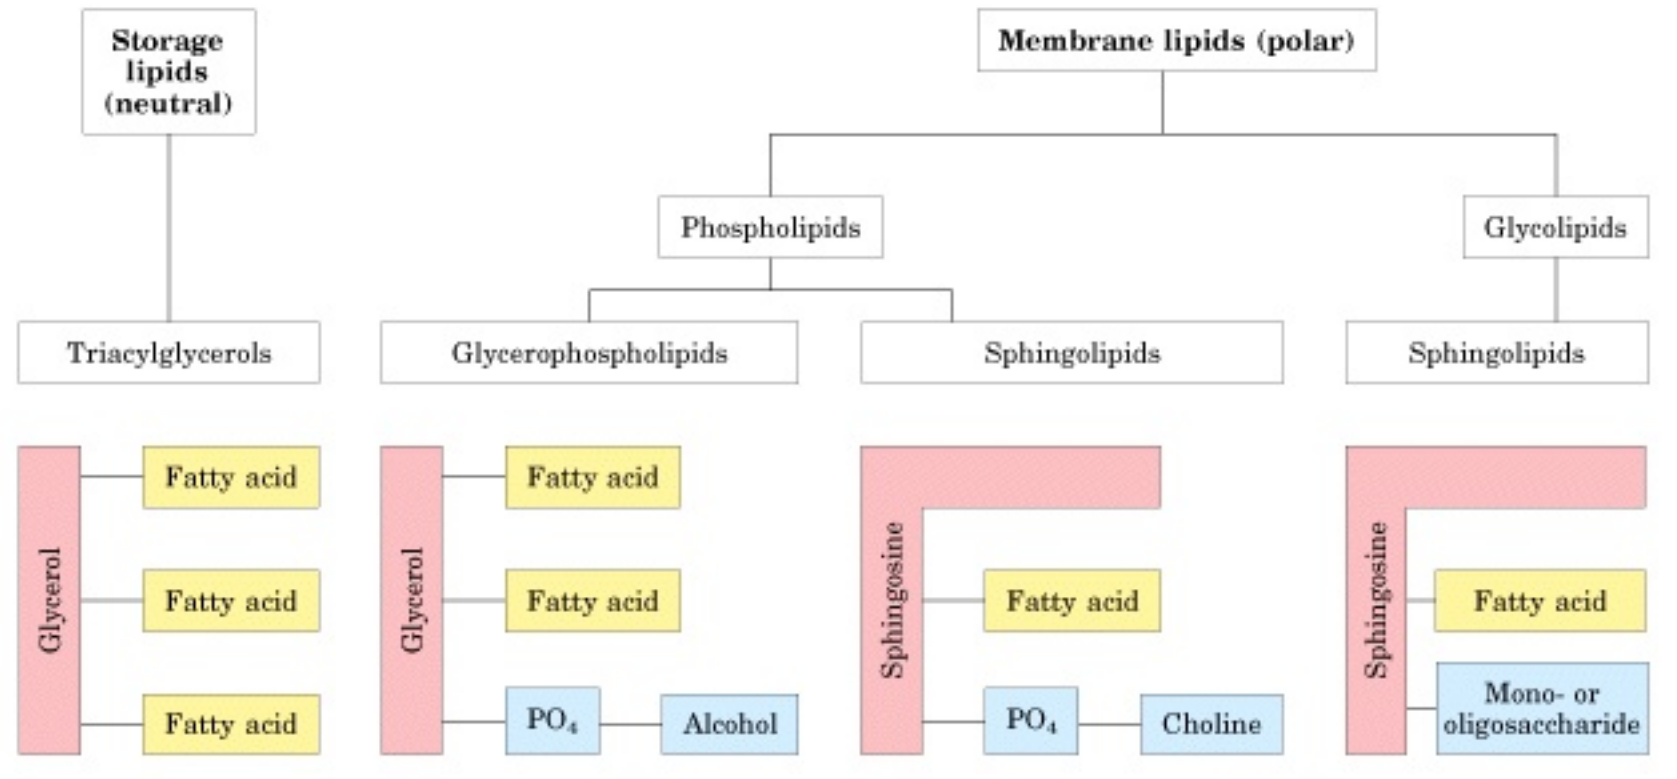 Storage
lipids
(neutral)
Membrane lipids (polar)
Phospholipids
Glycolipids
Triacylglycerols
Glycerophospholipids
Sphingolipids
Sphingolipids
Glycerol
Fatty acid
Fatty acid
Fatty acid
Glycerol
Fatty acid
Fatty acid
PO₄
Alcohol
Sphingosine
Fatty acid
PO₄
Choline
Sphingosine
Fatty acid
Mono- or
oligosaccharide